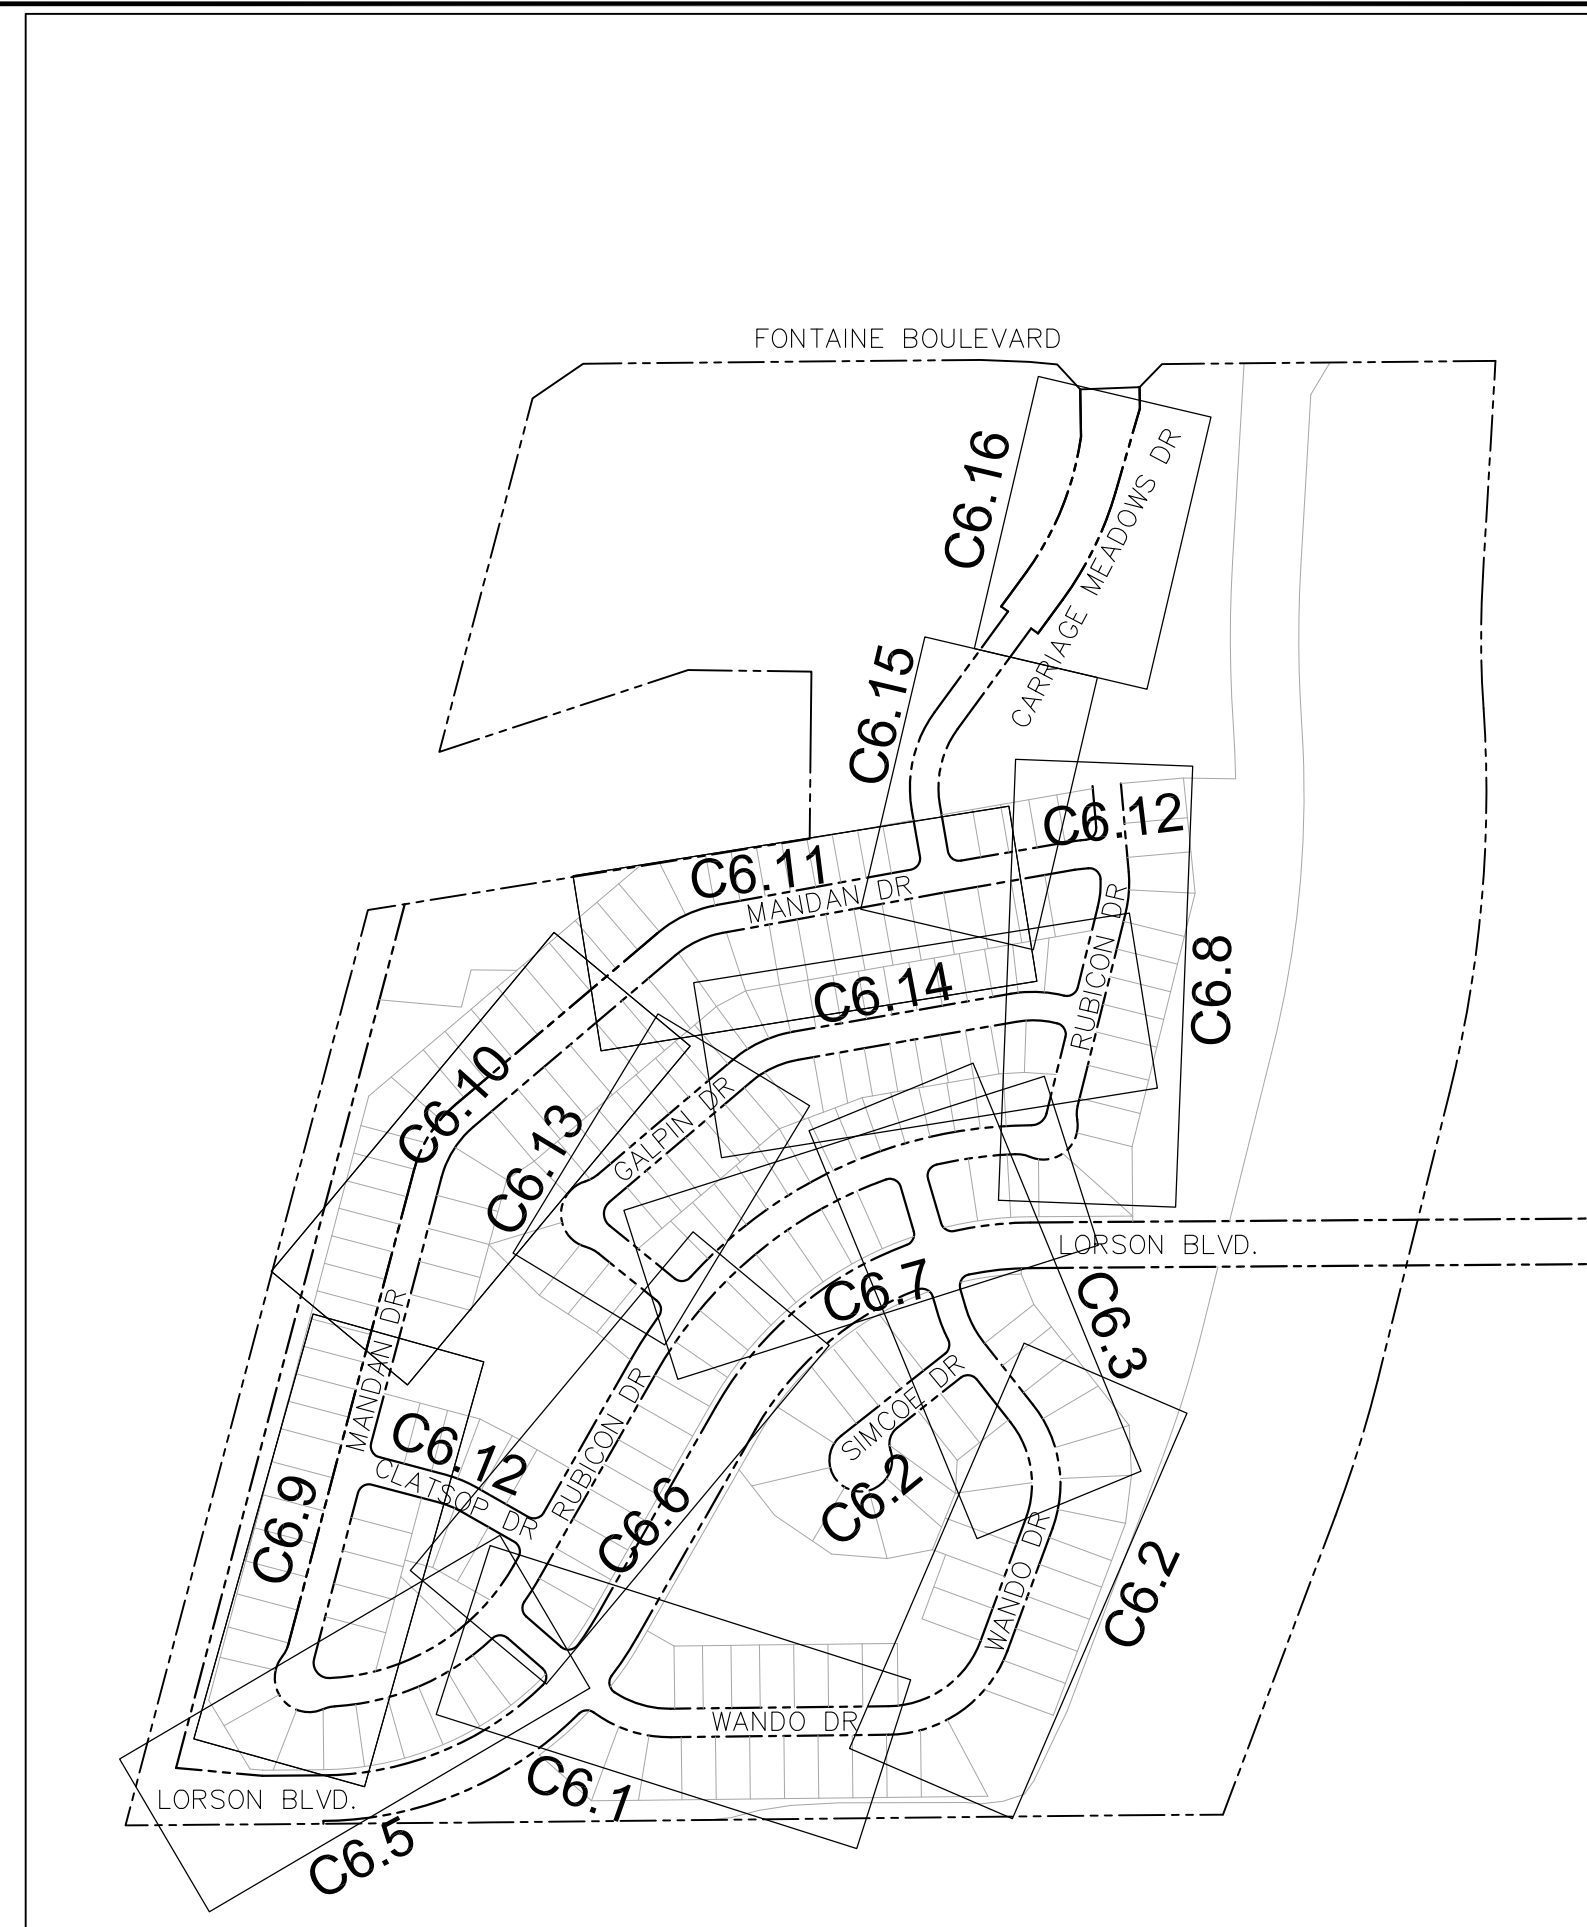 FONTAINE BOULEVARD
C6.16
CARRIAGE MEADOWS DR
C6.15
C6.12
C6.11
MANDAN DR
RUBICON DR
C6.8
C6.14
C6.10
C6.13
GALPIN DR
LORSON BLVD.
C6.7
C6.3
MANDAN DR
SIMCOE DR
RUBICON DR
C6.12
CLATSOP DR
C6.9
C6.6
C6.2
WANDO DR
C6.2
WANDO DR
C6.1
LORSON BLVD.
C6.5